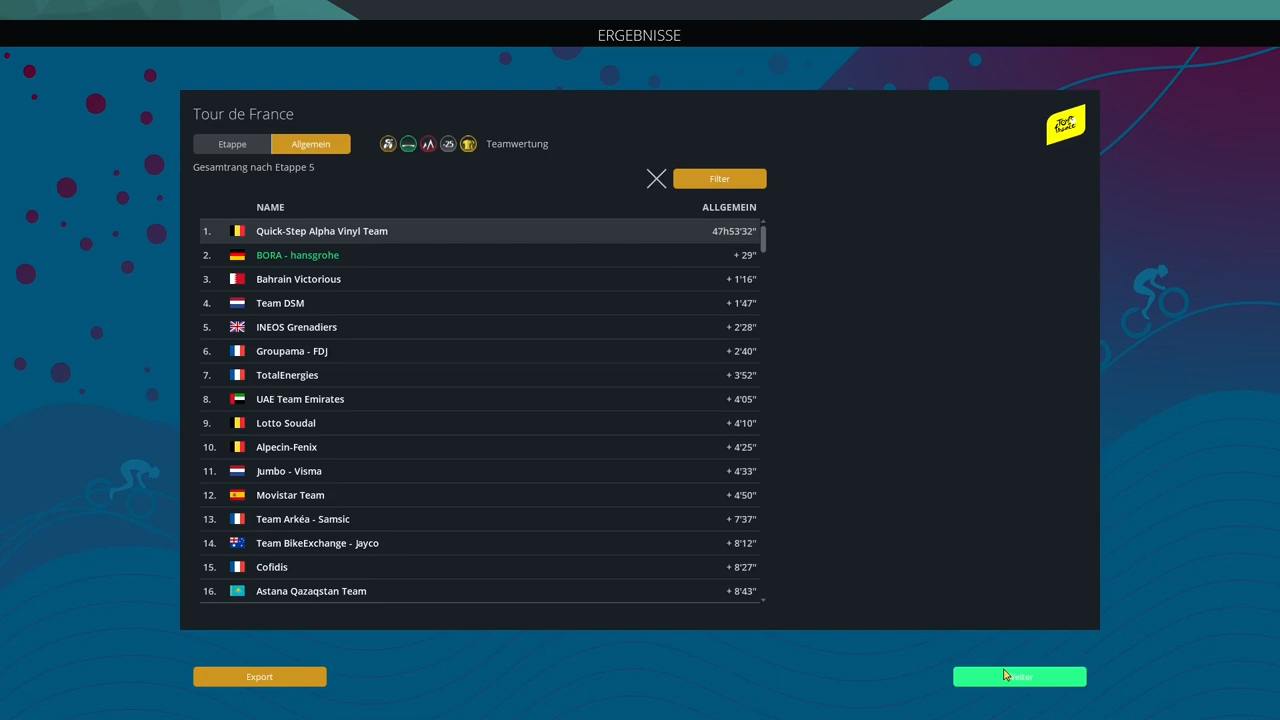 ERGEBNISSE
Tour de France
Etappe Allgemein -25 Teamwertung
Gesamtrang nach Etappe 5
Filter
NAME ALLGEMEIN
1. Quick-Step Alpha Vinyl Team 47h53'32''
2. BORA - hansgrohe + 29''
3. Bahrain Victorious + 1'16''
4. Team DSM + 1'47''
5. INEOS Grenadiers + 2'28''
6. Groupama - FDJ + 2'40''
7. TotalEnergies + 3'52''
8. UAE Team Emirates + 4'05''
9. Lotto Soudal + 4'10''
10. Alpecin-Fenix + 4'25''
11. Jumbo - Visma + 4'33''
12. Movistar Team + 4'50''
13. Team Arkéa - Samsic + 7'37''
14. Team BikeExchange - Jayco + 8'12''
15. Cofidis + 8'27''
16. Astana Qazaqstan Team + 8'43''
Export Weiter